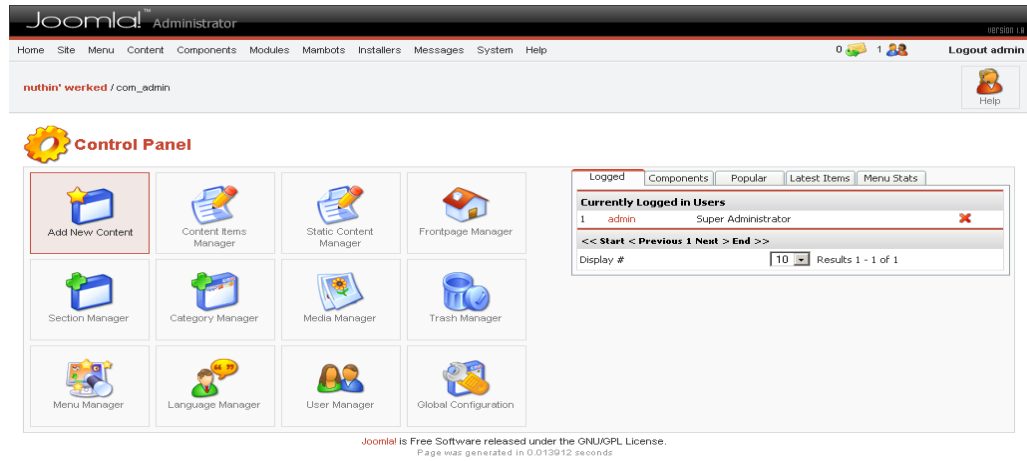 Joomla!™ Administrator
version 1.0
Home Site Menu Content Components Modules Mambots Installers Messages System Help 0 1 Logout admin
nuthin' werked / com_admin
Help
Control Panel
Add New Content
Content Items
Manager
Static Content
Manager
Frontpage Manager
Section Manager
Category Manager
Media Manager
Trash Manager
Menu Manager
Language Manager
User Manager
Global Configuration
Logged Components Popular Latest Items Menu Stats
Currently Logged in Users
1 admin Super Administrator
<< Start < Previous 1 Next > End >>
Display # 10 Results 1 - 1 of 1
Joomla! is Free Software released under the GNU/GPL License.
Page was generated in 0.013912 seconds